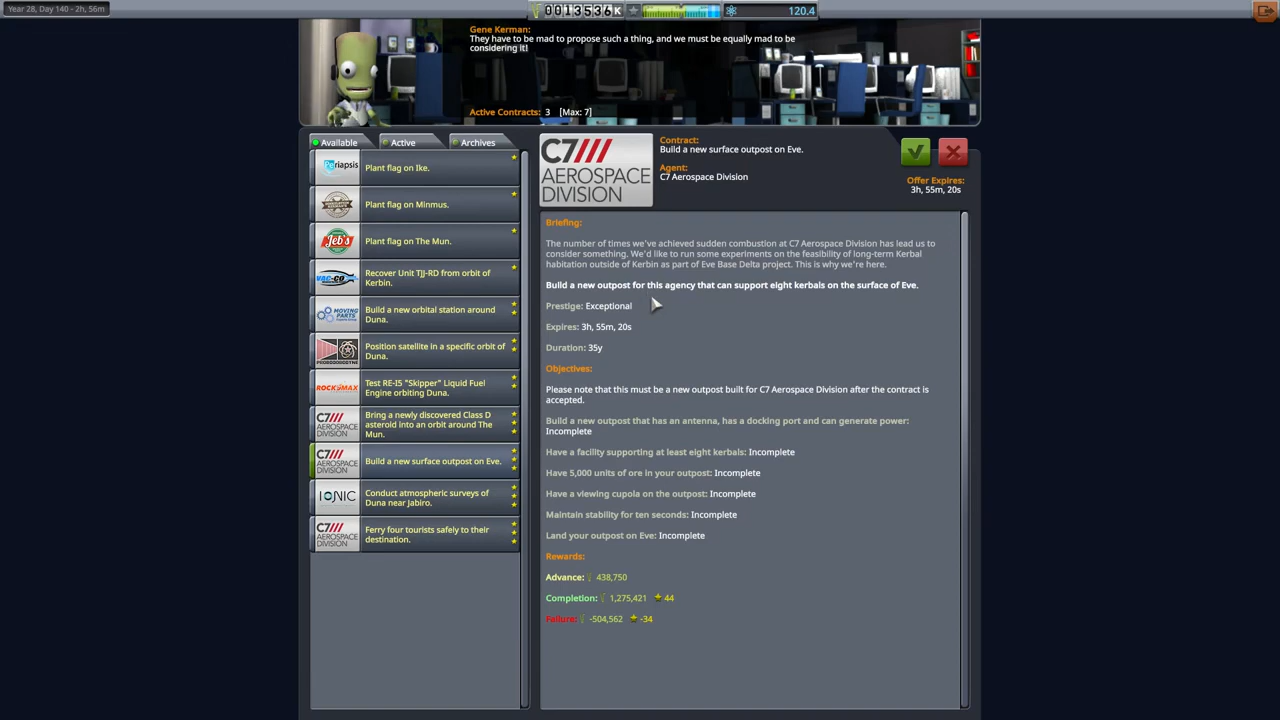 Year 28, Day 140 - 2h, 56m
0013536K
120.4
Gene Kerman:
They have to be mad to propose such a thing, and we must be equally mad to be
considering it!
Active Contracts: 3 [Max: 7]
Available
Active
Archives
Periapsis
Plant flag on Ike.
Plant flag on Minmus.
Jeb's
Plant flag on The Mun.
VAC-CO
Recover Unit TJJ-RD from orbit of
Kerbin.
MOVING
PARTS
Build a new orbital station around
Duna.
Position satellite in a specific orbit of
Duna.
ROCKOMAX
Test RE-I5 "Skipper" Liquid Fuel
Engine orbiting Duna.
C7///
AEROSPACE
DIVISION
Bring a newly discovered Class D
asteroid into an orbit around The
Mun.
C7///
AEROSPACE
DIVISION
Build a new surface outpost on Eve.
IONIC
Conduct atmospheric surveys of
Duna near Jabiro.
C7///
AEROSPACE
DIVISION
Ferry four tourists safely to their
destination.
C7///
AEROSPACE
DIVISION
Contract:
Build a new surface outpost on Eve.
Agent:
C7 Aerospace Division
Offer Expires:
3h, 55m, 20s
Briefing:
The number of times we've achieved sudden combustion at C7 Aerospace Division has lead us to
consider something. We'd like to run some experiments on the feasibility of long-term Kerbal
habitation outside of Kerbin as part of Eve Base Delta project. This is why we're here.
Build a new outpost for this agency that can support eight kerbals on the surface of Eve.
Prestige: Exceptional
Expires: 3h, 55m, 20s
Duration: 35y
Objectives:
Please note that this must be a new outpost built for C7 Aerospace Division after the contract is
accepted.
Build a new outpost that has an antenna, has a docking port and can generate power:
Incomplete
Have a facility supporting at least eight kerbals: Incomplete
Have 5,000 units of ore in your outpost: Incomplete
Have a viewing cupola on the outpost: Incomplete
Maintain stability for ten seconds: Incomplete
Land your outpost on Eve: Incomplete
Rewards:
Advance: 438,750
Completion: 1,275,421 44
Failure: -504,562 -34